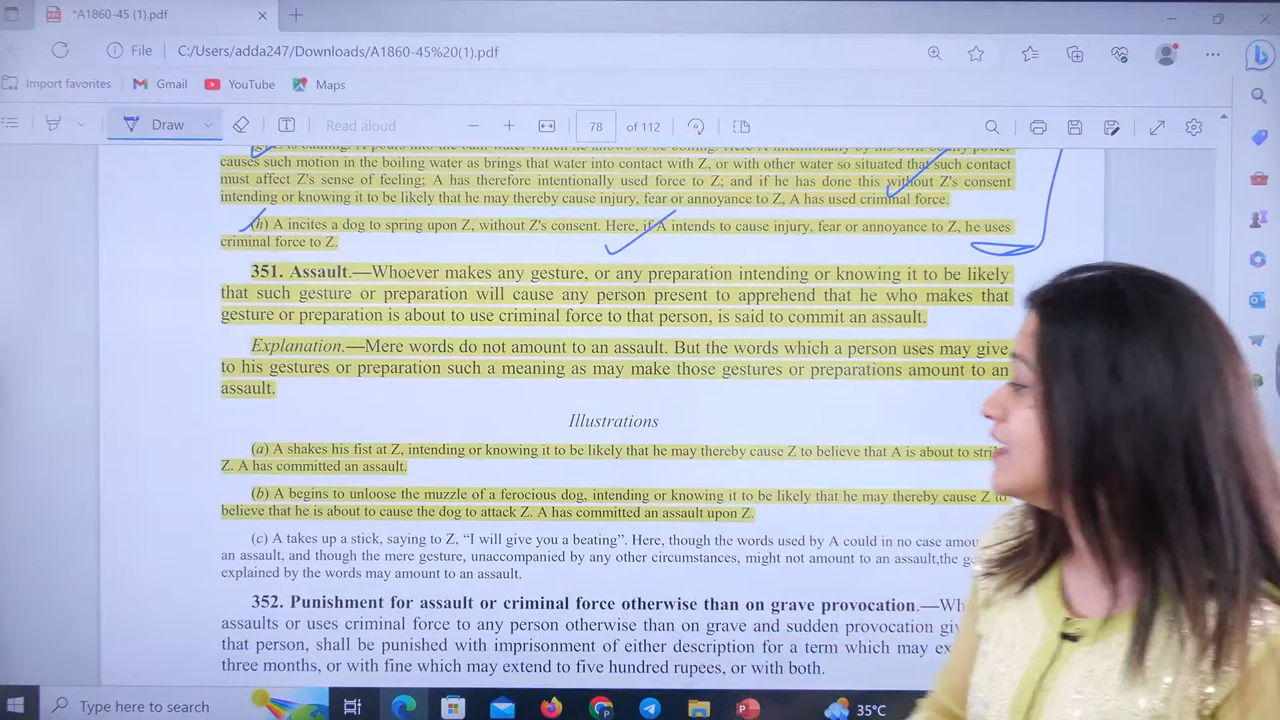 *A1860-45 (1).pdf
File C:/Users/adda247/Downloads/A1860-45%20(1).pdf
Import favorites Gmail YouTube Maps
Draw Read aloud 78 of 112
causes such motion in the boiling water as brings that water into contact with Z, or with other water so situated that such contact
must affect Z's sense of feeling; A has therefore intentionally used force to Z; and if he has done this without Z's consent
intending or knowing it to be likely that he may thereby cause injury, fear or annoyance to Z, A has used criminal force.
(h) A incites a dog to spring upon Z, without Z's consent. Here, if A intends to cause injury, fear or annoyance to Z, he uses
criminal force to Z.
351. Assault.—Whoever makes any gesture, or any preparation intending or knowing it to be likely
that such gesture or preparation will cause any person present to apprehend that he who makes that
gesture or preparation is about to use criminal force to that person, is said to commit an assault.
Explanation.—Mere words do not amount to an assault. But the words which a person uses may give
to his gestures or preparation such a meaning as may make those gestures or preparations amount to an
assault.
Illustrations
(a) A shakes his fist at Z, intending or knowing it to be likely that he may thereby cause Z to believe that A is about to
Z. A has committed an assault.
(b) A begins to unloose the muzzle of a ferocious dog, intending or knowing it to be likely that he may thereby cause Z to
believe that he is about to cause the dog to attack Z. A has committed an assault upon Z.
(c) A takes up a stick, saying to Z, “I will give you a beating”. Here, though the words used by A could in no case
an assault, and though the mere gesture, unaccompanied by any other circumstances, might not amount to an assault,the
explained by the words may amount to an assault.
352. Punishment for assault or criminal force otherwise than on grave provocation.—
assaults or uses criminal force to any person otherwise than on grave and sudden provocation
that person, shall be punished with imprisonment of either description for a term which may
three months, or with fine which may extend to five hundred rupees, or with both.
Type here to search 35°C